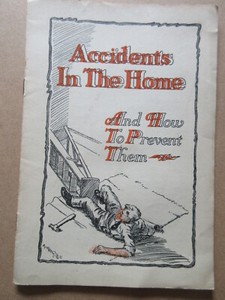 Accidents
In The Home
And How
To Prevent
Them